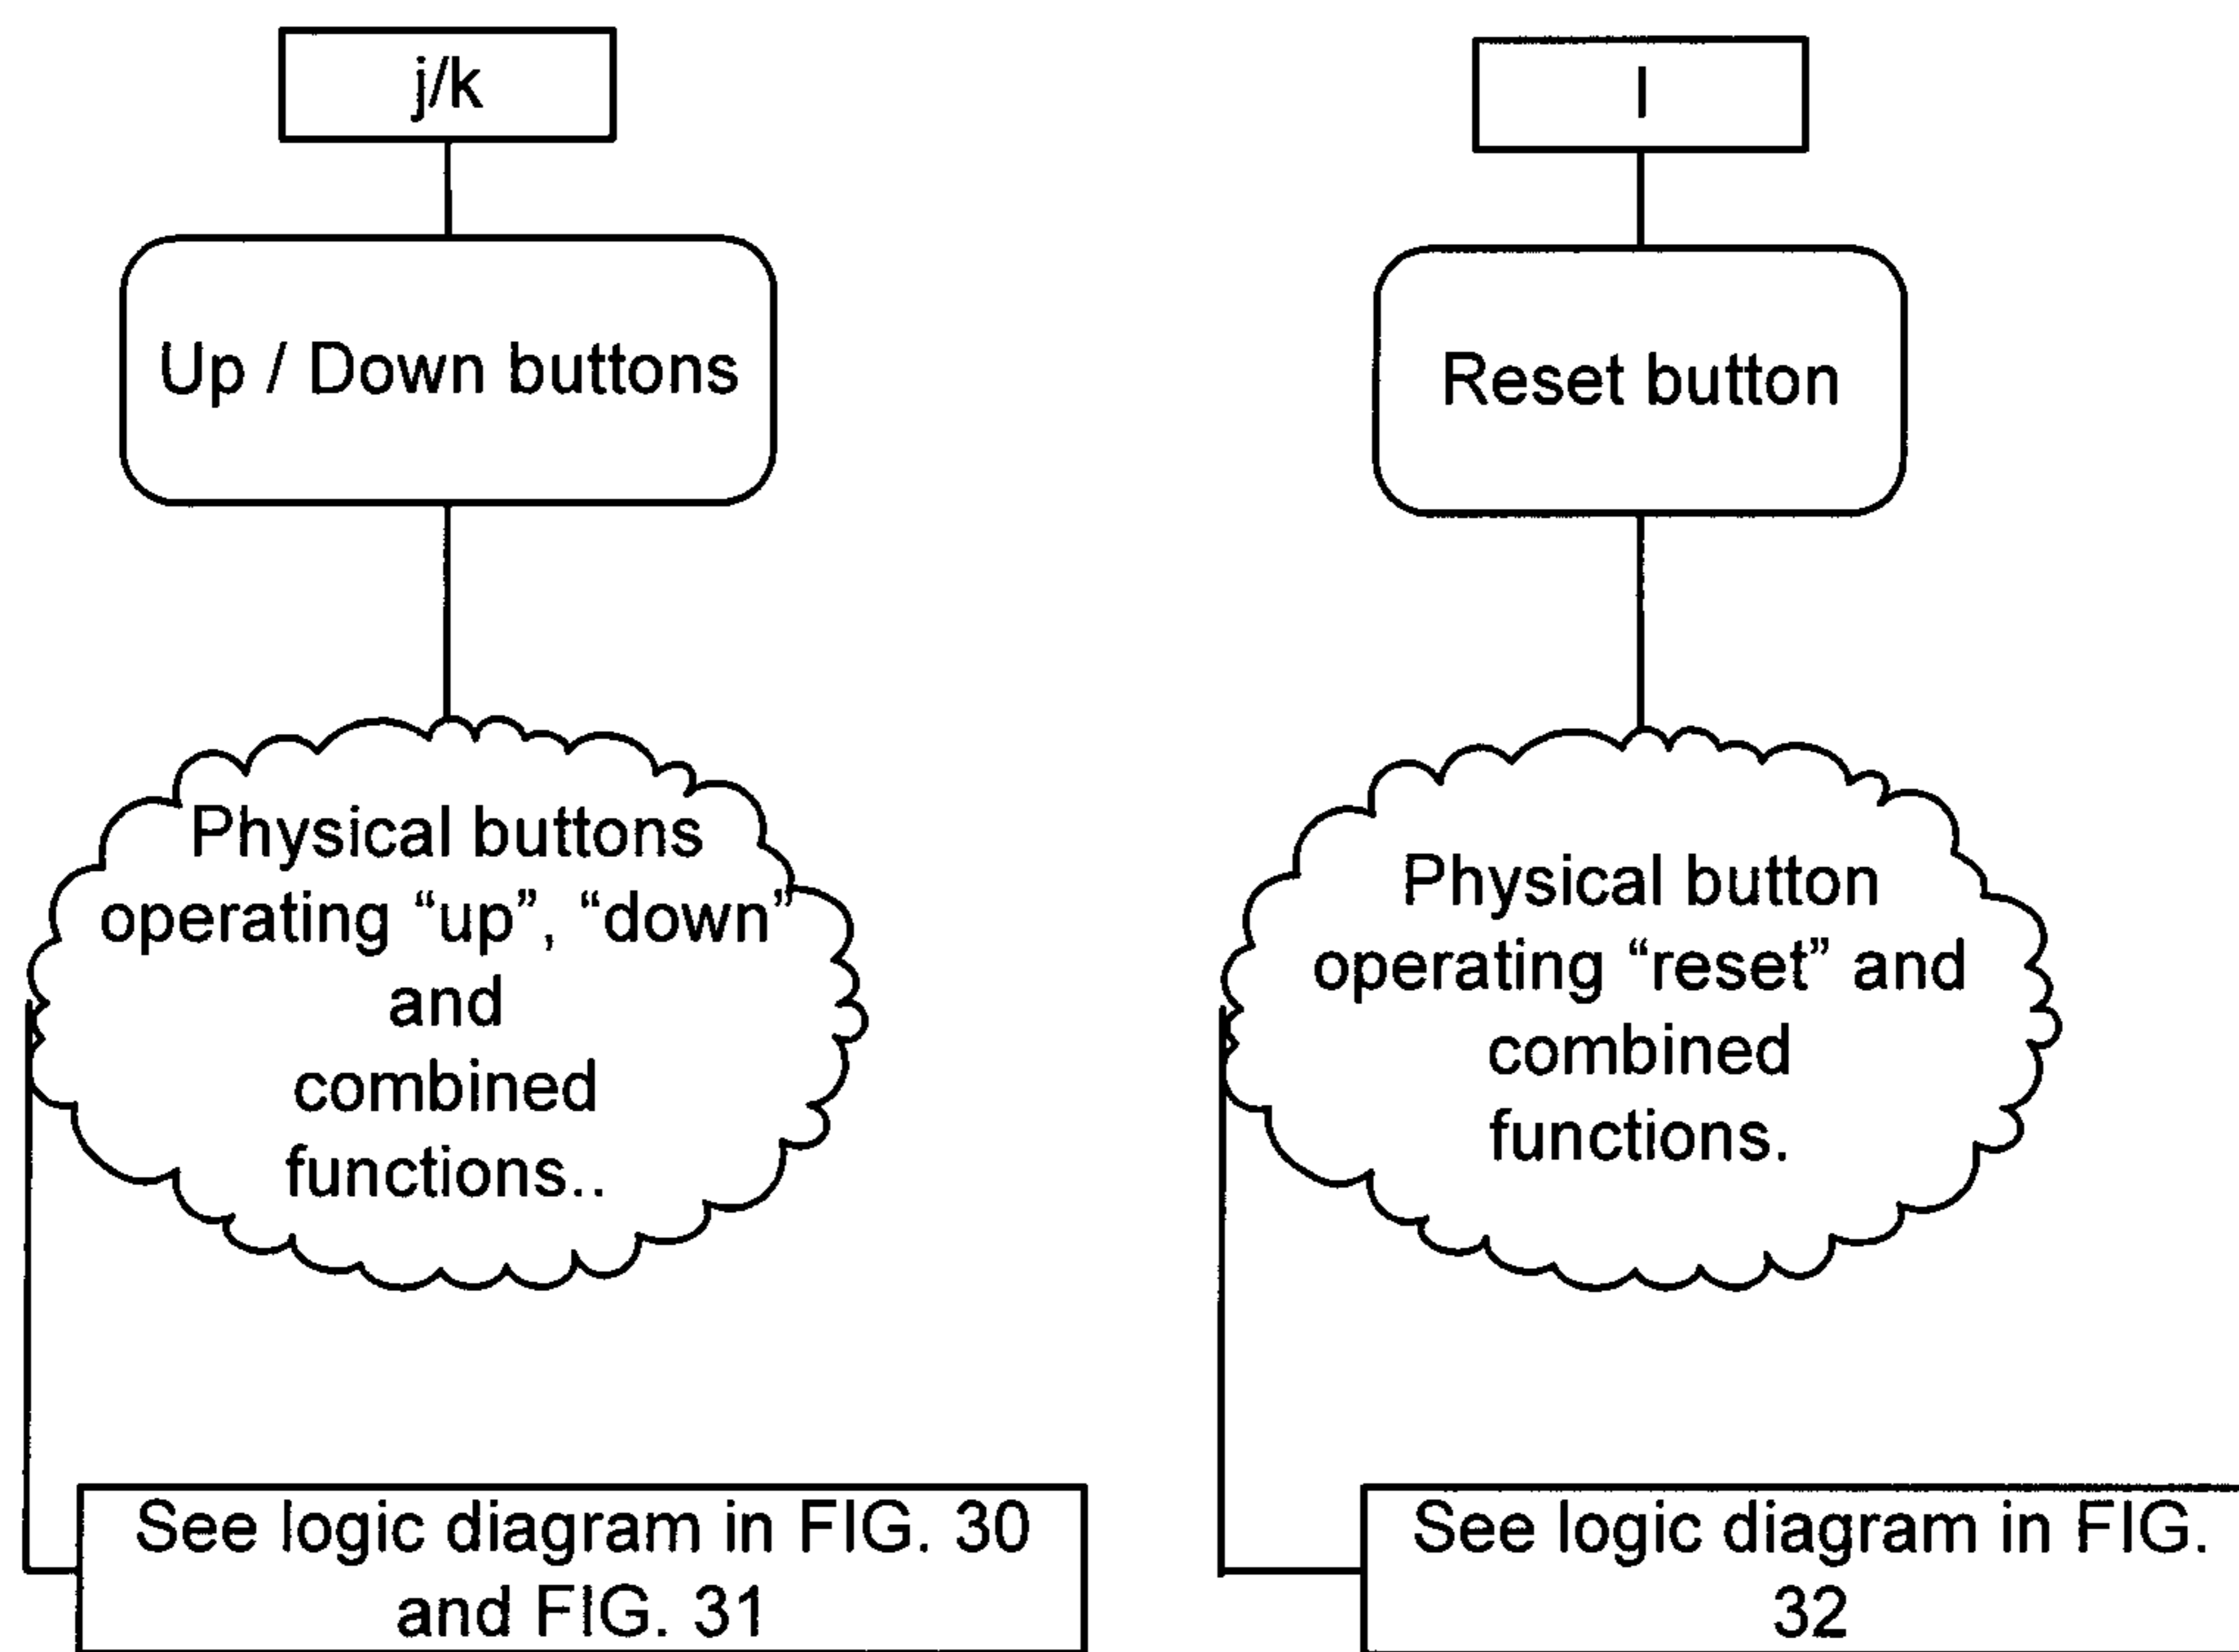 j/k
Up / Down buttons
Physical buttons
operating “up”, “down”
and
combined
functions..
See logic diagram in FIG. 30
and FIG. 31
l
Reset button
Physical button
operating “reset” and
combined
functions.
See logic diagram in FIG.
32